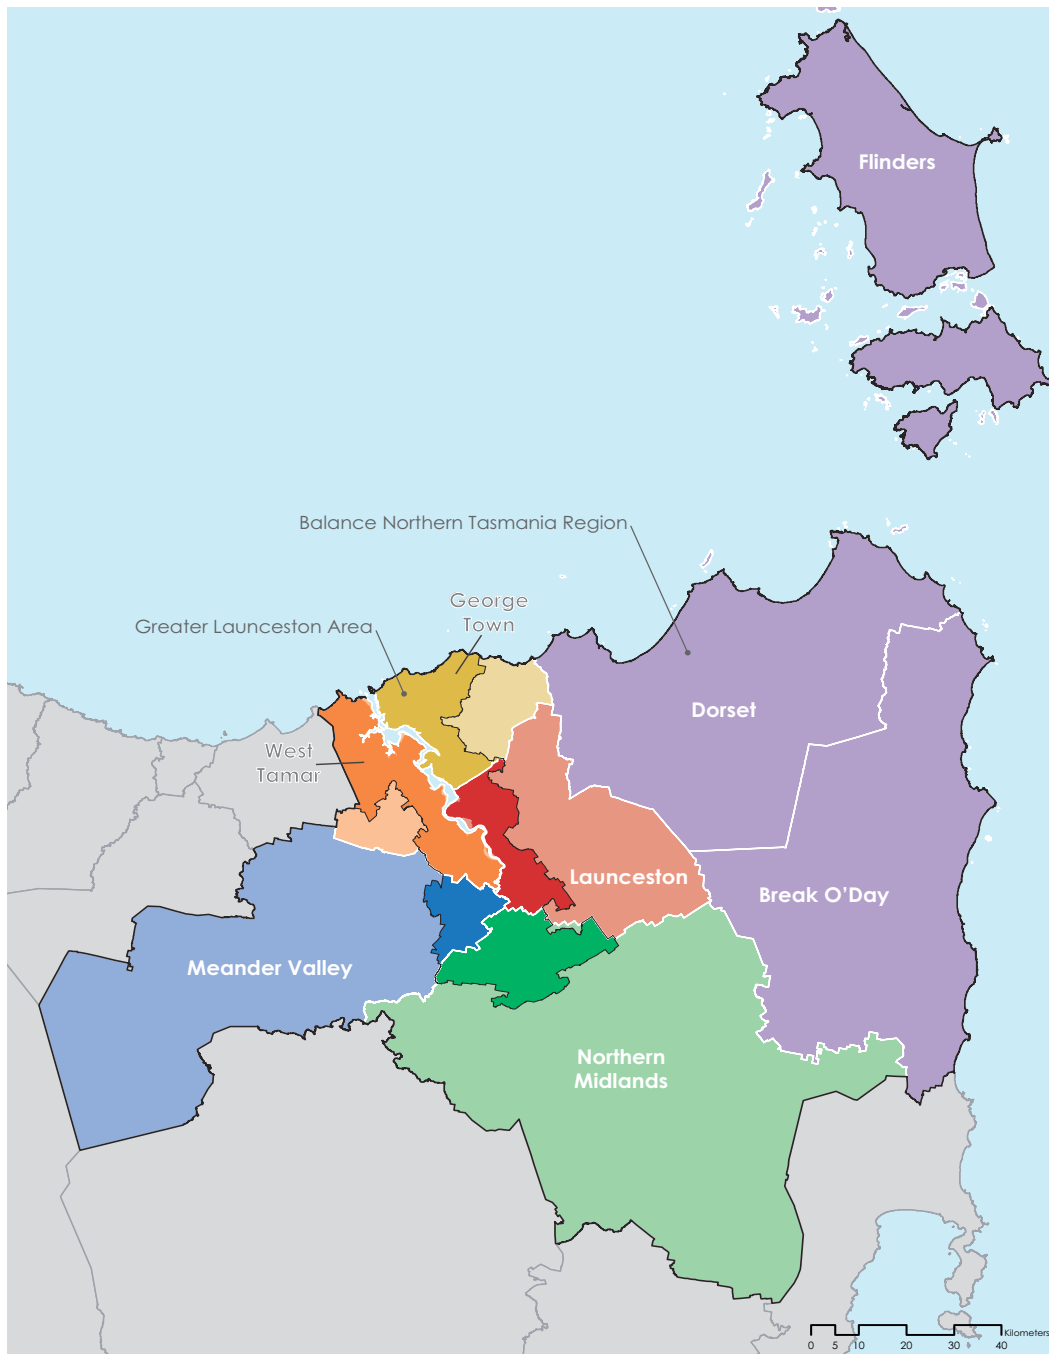 Flinders
Balance Northern Tasmania Region
George
Town
Greater Launceston Area
Dorset
West
Tamar
Launceston
Break O’Day
Meander Valley
Northern
Midlands
Kilometers
0 5 10 20 30 40